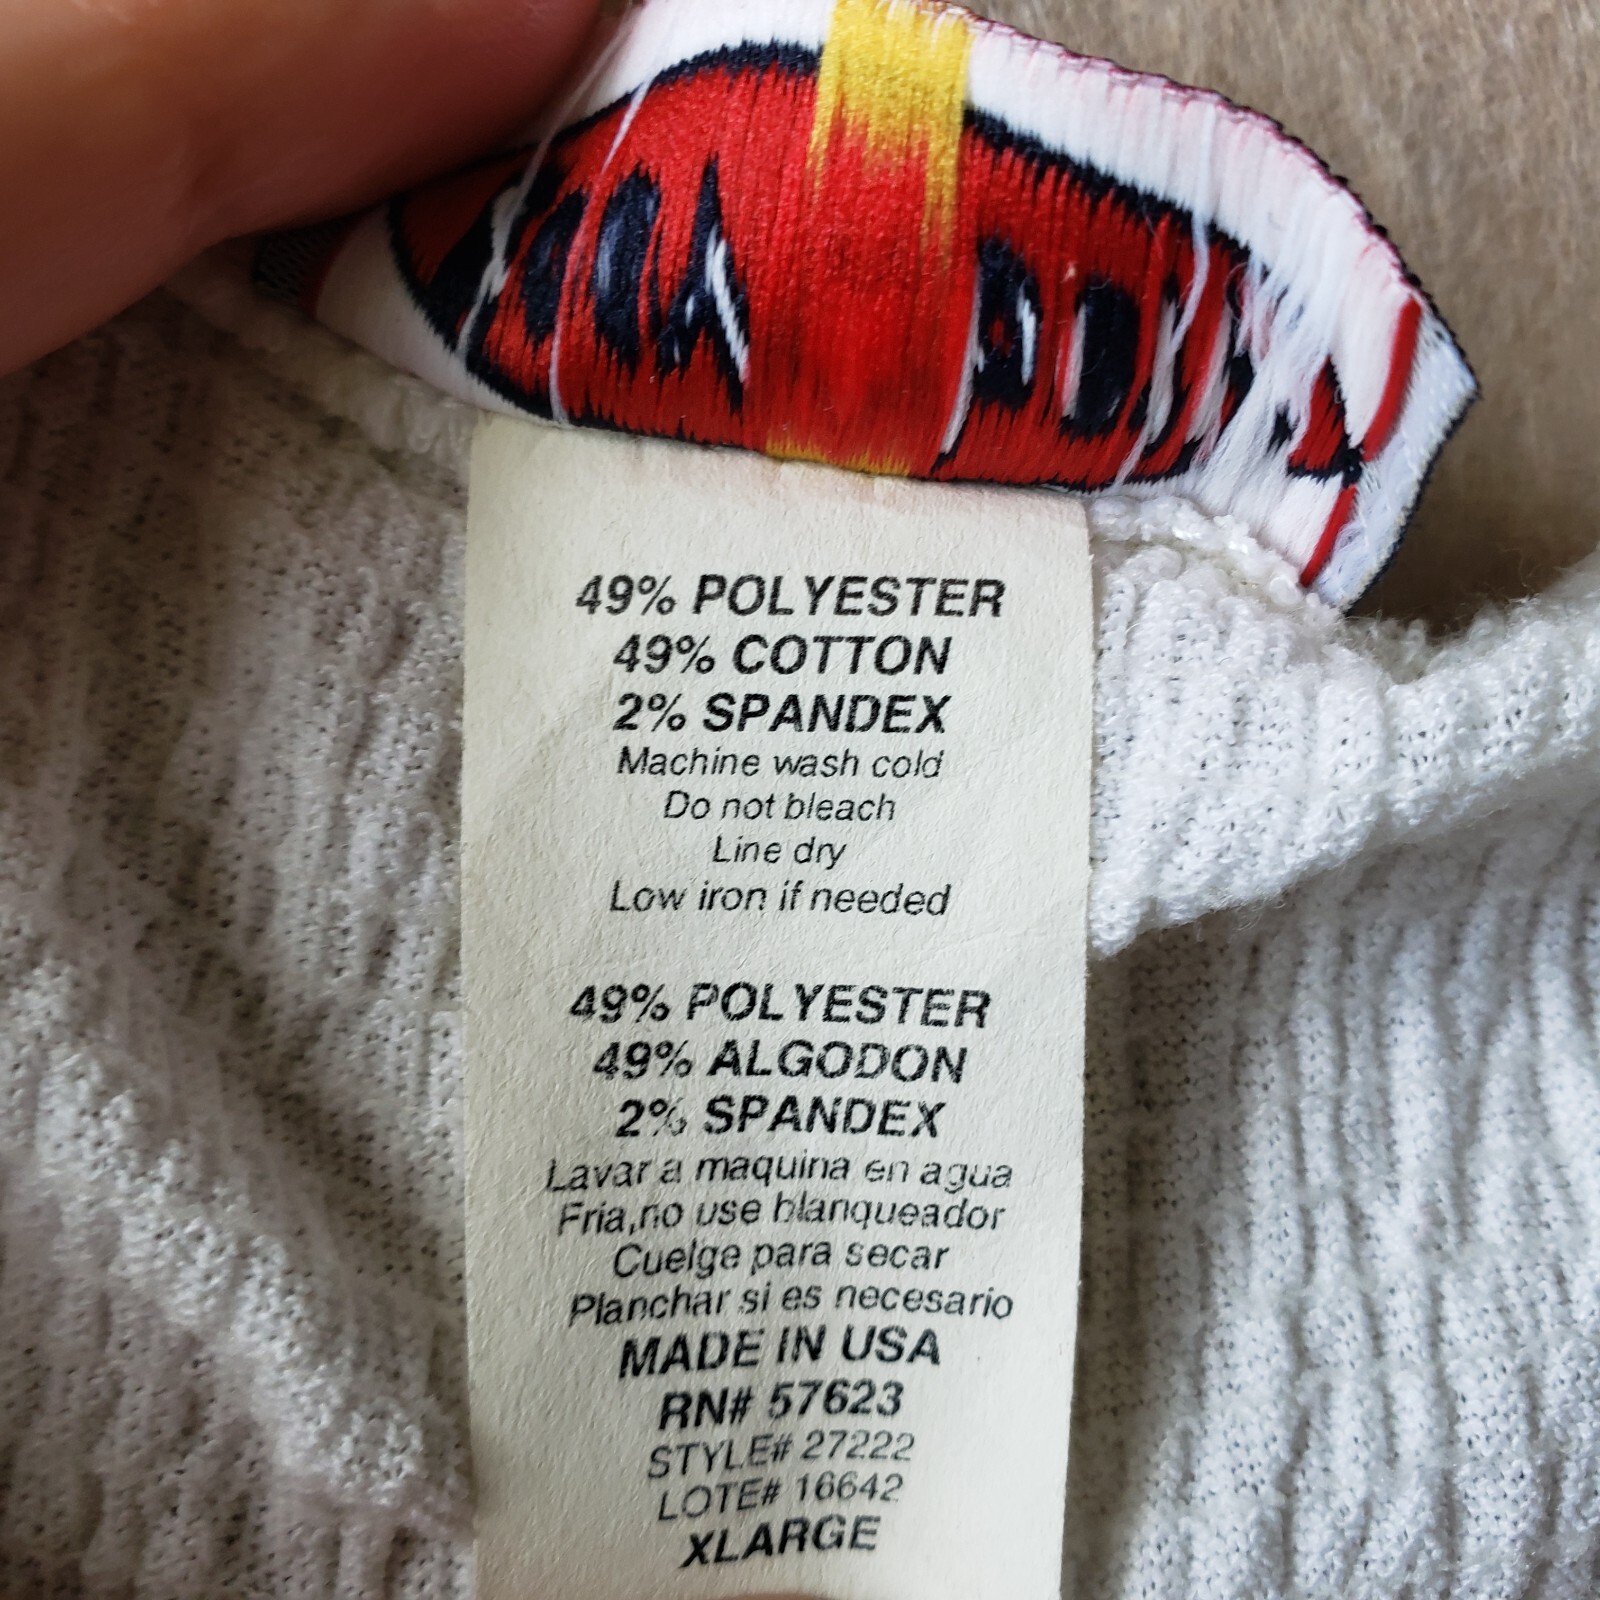 49% POLYESTER
49% COTTON
2% SPANDEX
Machine wash cold
Do not bleach
Line dry
Low iron if needed
49% POLYESTER
49% ALGODON
2% SPANDEX
Lavar a maquina en agua
Fria,no use blanqueador
Cuelge para secar
Planchar si es necesario
MADE IN USA
RN# 57623
STYLE# 27222
LOTE# 16642
XLARGE